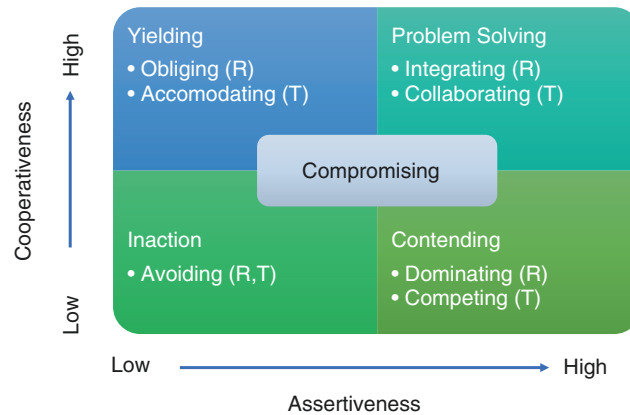 Yielding
• Obliging (R)
• Accomodating (T)
Problem Solving
• Integrating (R)
• Collaborating (T)
Compromising
Inaction
• Avoiding (R,T)
Contending
• Dominating (R)
• Competing (T)
High
Cooperativeness
Low
Low
High
Assertiveness